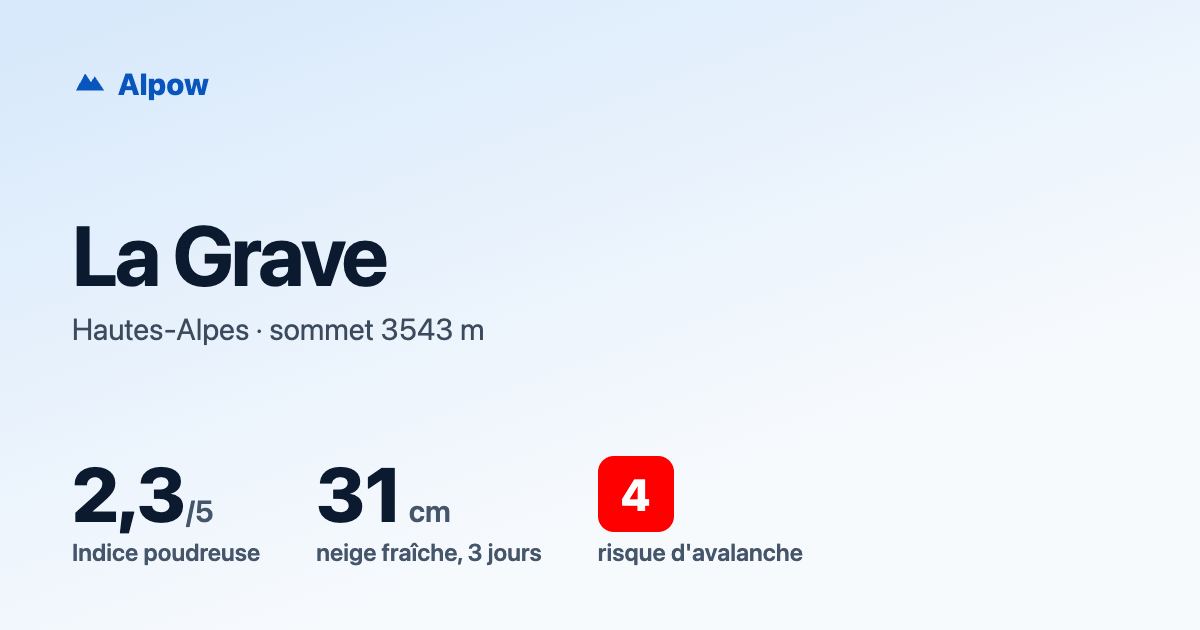 Alpow
La Grave
Hautes-Alpes · sommet 3543 m
2,3/5
Indice poudreuse
31 cm
neige fraîche, 3 jours
4
risque d'avalanche